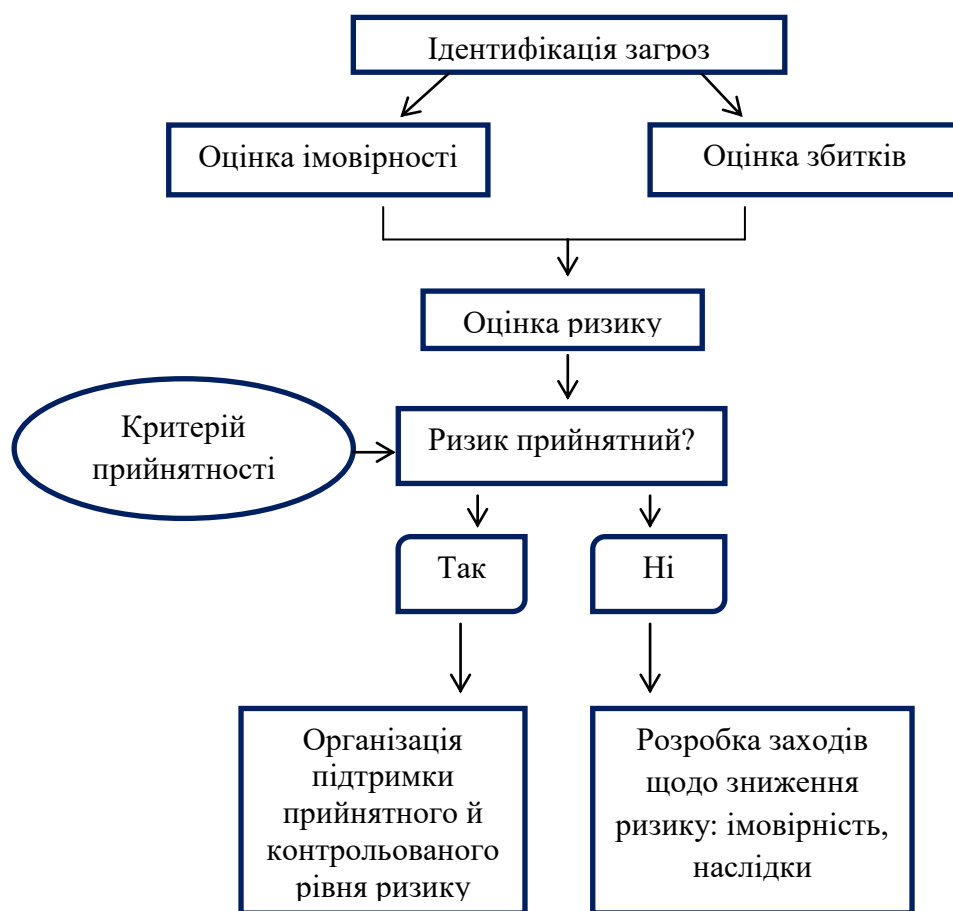 Ідентифікація загроз
Оцінка імовірності
Оцінка збитків
Оцінка ризику
Критерій
прийнятності
Ризик прийнятний?
Так
Ні
Організація
підтримки
прийнятного й
контрольованого
рівня ризику
Розробка заходів
щодо зниження
ризику: імовірність,
наслідки